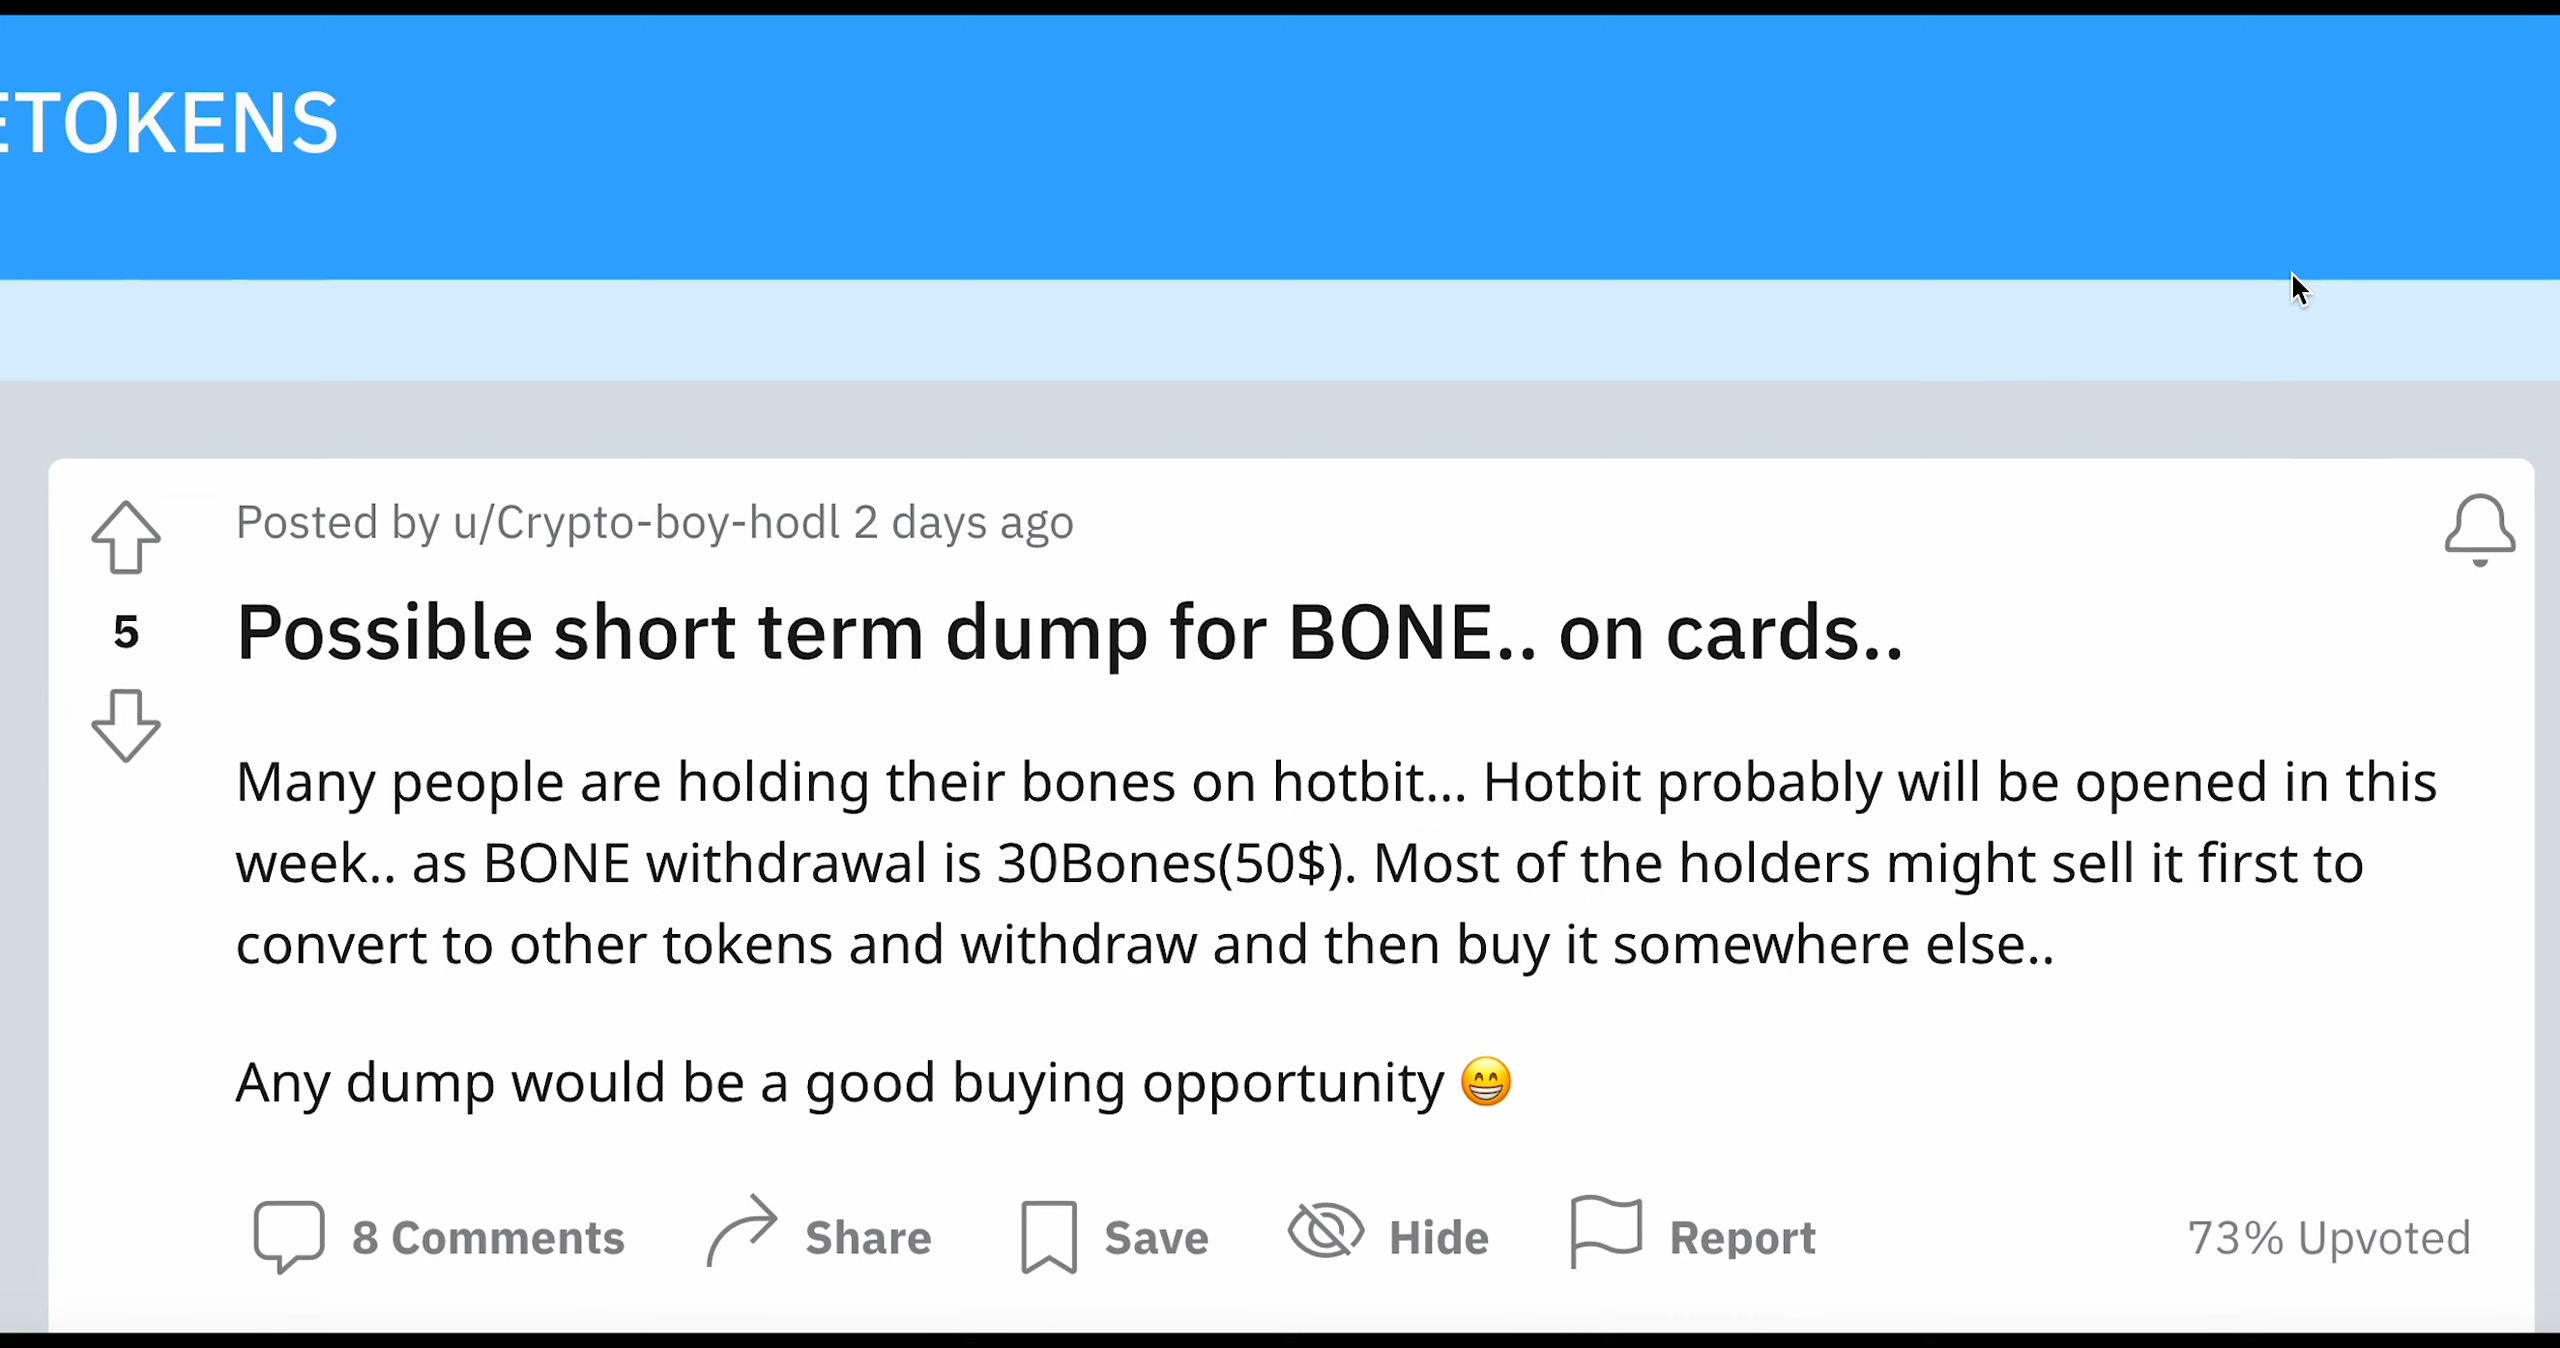 ETOKENS
Posted by u/Crypto-boy-hodl 2 days ago
5
Possible short term dump for BONE.. on cards..
Many people are holding their bones on hotbit... Hotbit probably will be opened in this
week.. as BONE withdrawal is 30Bones(50$). Most of the holders might sell it first to
convert to other tokens and withdraw and then buy it somewhere else..
Any dump would be a good buying opportunity 😁
8 Comments Share Save Hide Report 73% Upvoted